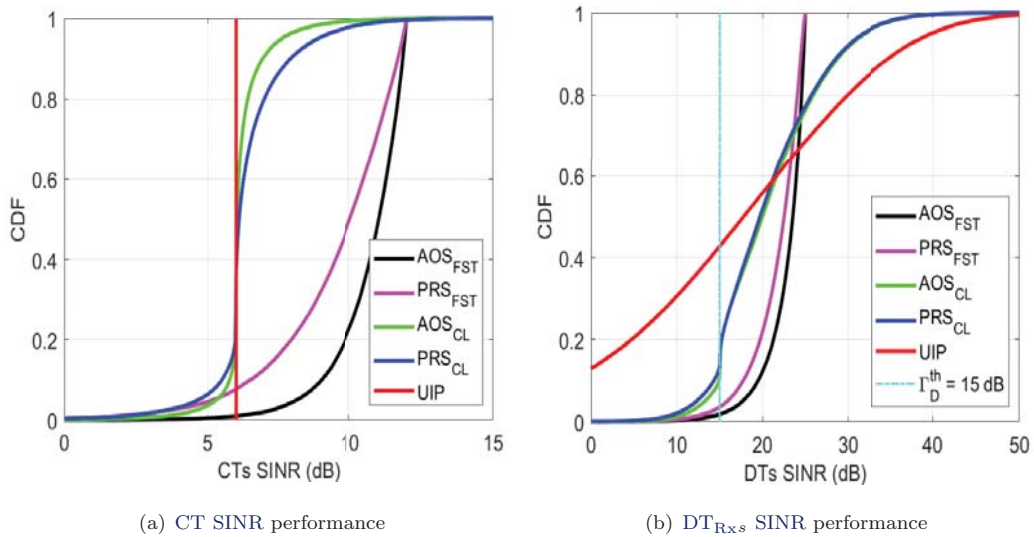 1
0.8
0.6
0.4
0.2
0
CDF
0 5 10 15
CTs SINR (dB)
AOS_FST
PRS_FST
AOS_CL
PRS_CL
UIP
(a) CT SINR performance
1
0.8
0.6
0.4
0.2
0
CDF
0 10 20 30 40 50
DTs SINR (dB)
AOS_FST
PRS_FST
AOS_CL
PRS_CL
UIP
Γ_D^th = 15 dB
(b) DT_Rxs SINR performance